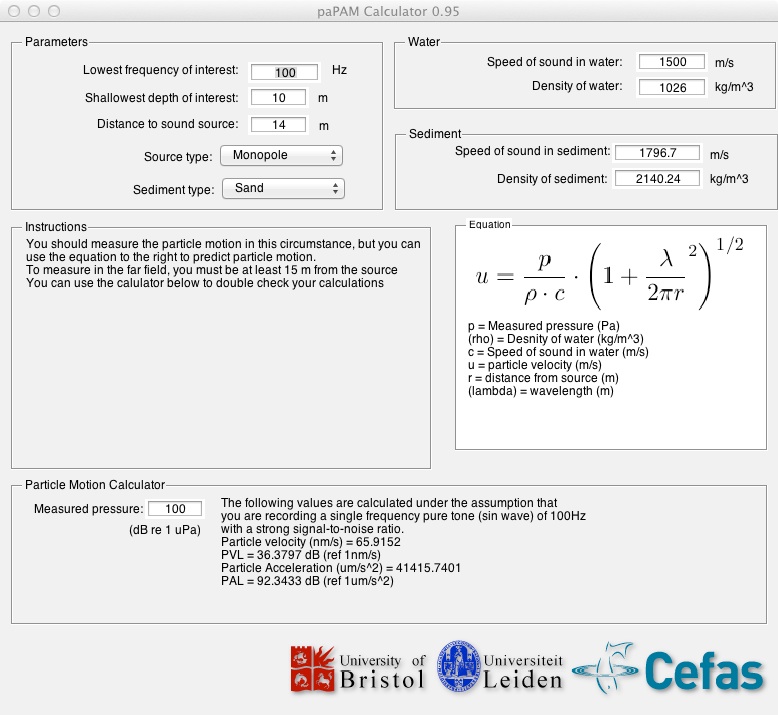 paPAM Calculator 0.95
Parameters
Lowest frequency of interest: 100 Hz
Shallowest depth of interest: 10 m
Distance to sound source: 14 m
Source type: Monopole
Sediment type: Sand
Water
Speed of sound in water: 1500 m/s
Density of water: 1026 kg/m^3
Sediment
Speed of sound in sediment: 1796.7 m/s
Density of sediment: 2140.24 kg/m^3
Instructions
You should measure the particle motion in this circumstance, but you can
use the equation to the right to predict particle motion.
To measure in the far field, you must be at least 15 m from the source
You can use the calulator below to double check your calculations
Equation
u = p / (ρ · c) · (1 + λ / 2πr ²)^1/2
p = Measured pressure (Pa)
(rho) = Desnity of water (kg/m^3)
c = Speed of sound in water (m/s)
u = particle velocity (m/s)
r = distance from source (m)
(lambda) = wavelength (m)
Particle Motion Calculator
Measured pressure: 100
(dB re 1 uPa)
The following values are calculated under the assumption that
you are recording a single frequency pure tone (sin wave) of 100Hz
with a strong signal-to-noise ratio.
Particle velocity (nm/s) = 65.9152
PVL = 36.3797 dB (ref 1nm/s)
Particle Acceleration (um/s^2) = 41415.7401
PAL = 92.3433 dB (ref 1um/s^2)
University of
Bristol
Universiteit
Leiden
Cefas